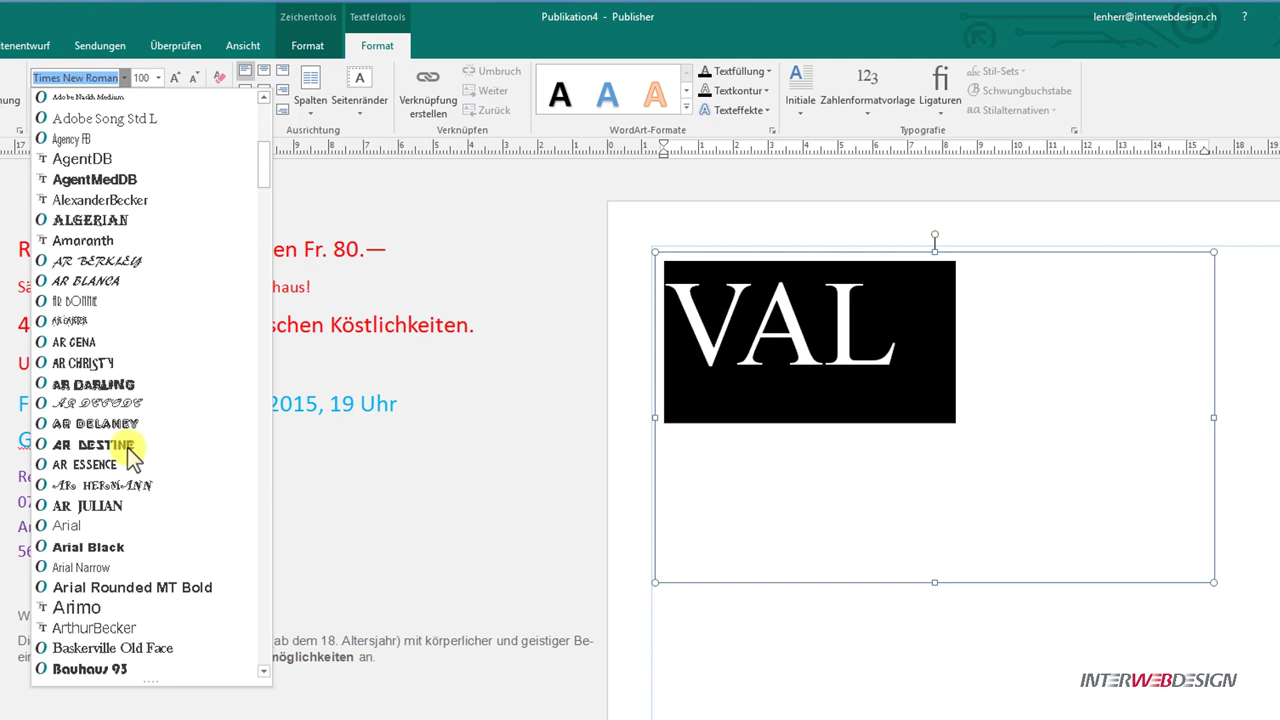 Zeichentools Textfeldtools Publikation4 - Publisher lenherr@interwebdesign.ch ?
Sendungen Überprüfen Ansicht Format Format
Times New Roman 100
Spalten Seitenränder
Verknüpfung erstellen
Umbruch
Weiter
Zurück
A A A
Textfüllung
Textkontur
Texteffekte
Initiale Zahlenformatvorlage Ligaturen
Stil-Sets
Schwungbuchstabe
Stilalternativen
Ausrichtung Verknüpfen WordArt-Formate Typografie
Adobe Naskh Medium
Adobe Song Std L
Agency FB
AgentDB
AgentMedDB
AlexanderBecker
ALGERIAN
Amaranth
AR BERKLEY
AR BLANCA
AR BONNIE
AR CARTER
AR CENA
AR CHRISTY
AR DARLING
AR DECODE
AR DELANEY
AR DESTINE
AR ESSENCE
AR HERMANN
AR JULIAN
Arial
Arial Black
Arial Narrow
Arial Rounded MT Bold
Arimo
ArthurBecker
Baskerville Old Face
Bauhaus 93
en Fr. 80.—
haus!
schen Köstlichkeiten.
2015, 19 Uhr
ab dem 18. Altersjahr) mit körperlicher und geistiger Be-
möglichkeiten an.
VAL
INTERWEBDESIGN